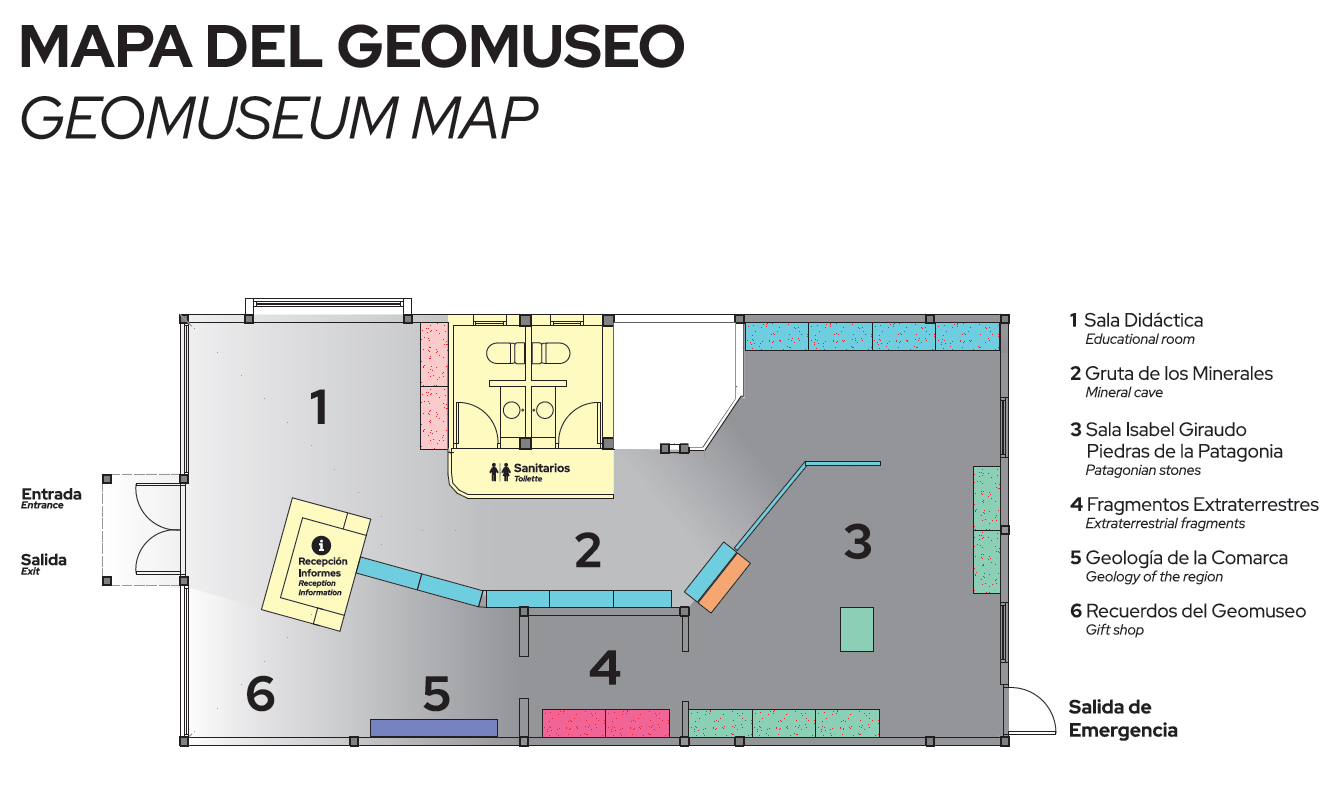 MAPA DEL GEOMUSEO
GEOMUSEUM MAP
1
2
3
4
5
6
Sanitarios
Toilette
Recepción
Informes
Reception
Information
Entrada
Entrance
Salida
Exit
1 Sala Didáctica
Educational room
2 Gruta de los Minerales
Mineral cave
3 Sala Isabel Giraudo
Piedras de la Patagonia
Patagonian stones
4 Fragmentos Extraterrestres
Extraterrestrial fragments
5 Geología de la Comarca
Geology of the region
6 Recuerdos del Geomuseo
Gift shop
Salida de
Emergencia